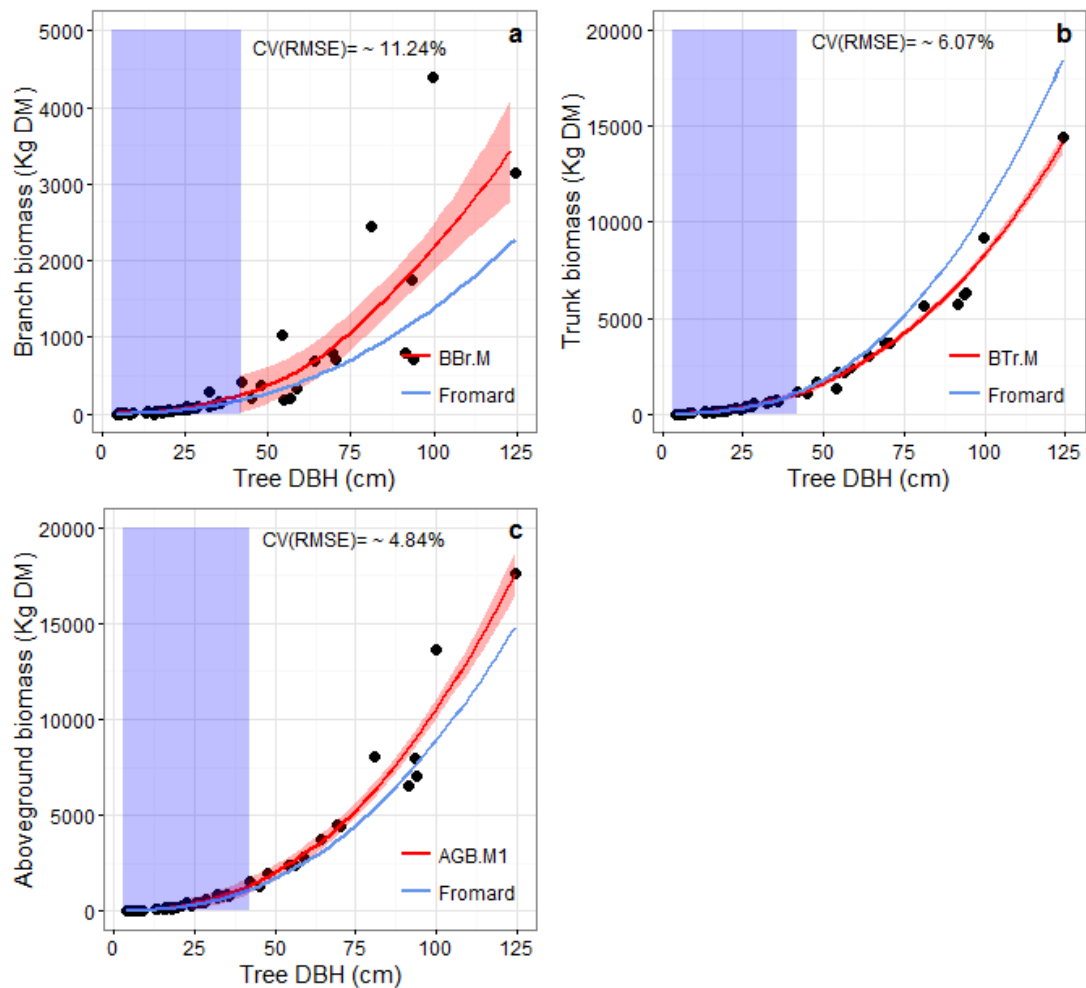 a
CV(RMSE)= ~ 11.24%
Branch biomass (Kg DM)
5000
4000
3000
2000
1000
0
BBr.M
Fromard
0 25 50 75 100 125
Tree DBH (cm)
b
CV(RMSE)= ~ 6.07%
Trunk biomass (Kg DM)
20000
15000
10000
5000
0
BTr.M
Fromard
0 25 50 75 100 125
Tree DBH (cm)
c
CV(RMSE)= ~ 4.84%
Aboveground biomass (Kg DM)
20000
15000
10000
5000
0
AGB.M1
Fromard
0 25 50 75 100 125
Tree DBH (cm)